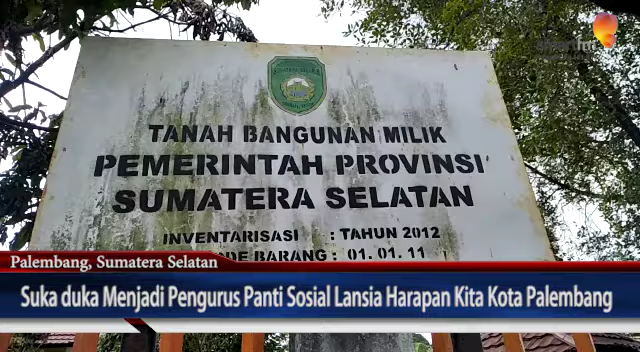 TANAH BANGUNAN MILIK
PEMERINTAH PROVINSI
SUMATERA SELATAN
INVENTARISASI : TAHUN 2012
DE BARANG : 01. 01. 11
Palembang, Sumatera Selatan
Suka duka Menjadi Pengurus Panti Sosial Lansia Harapan Kita Kota Palembang